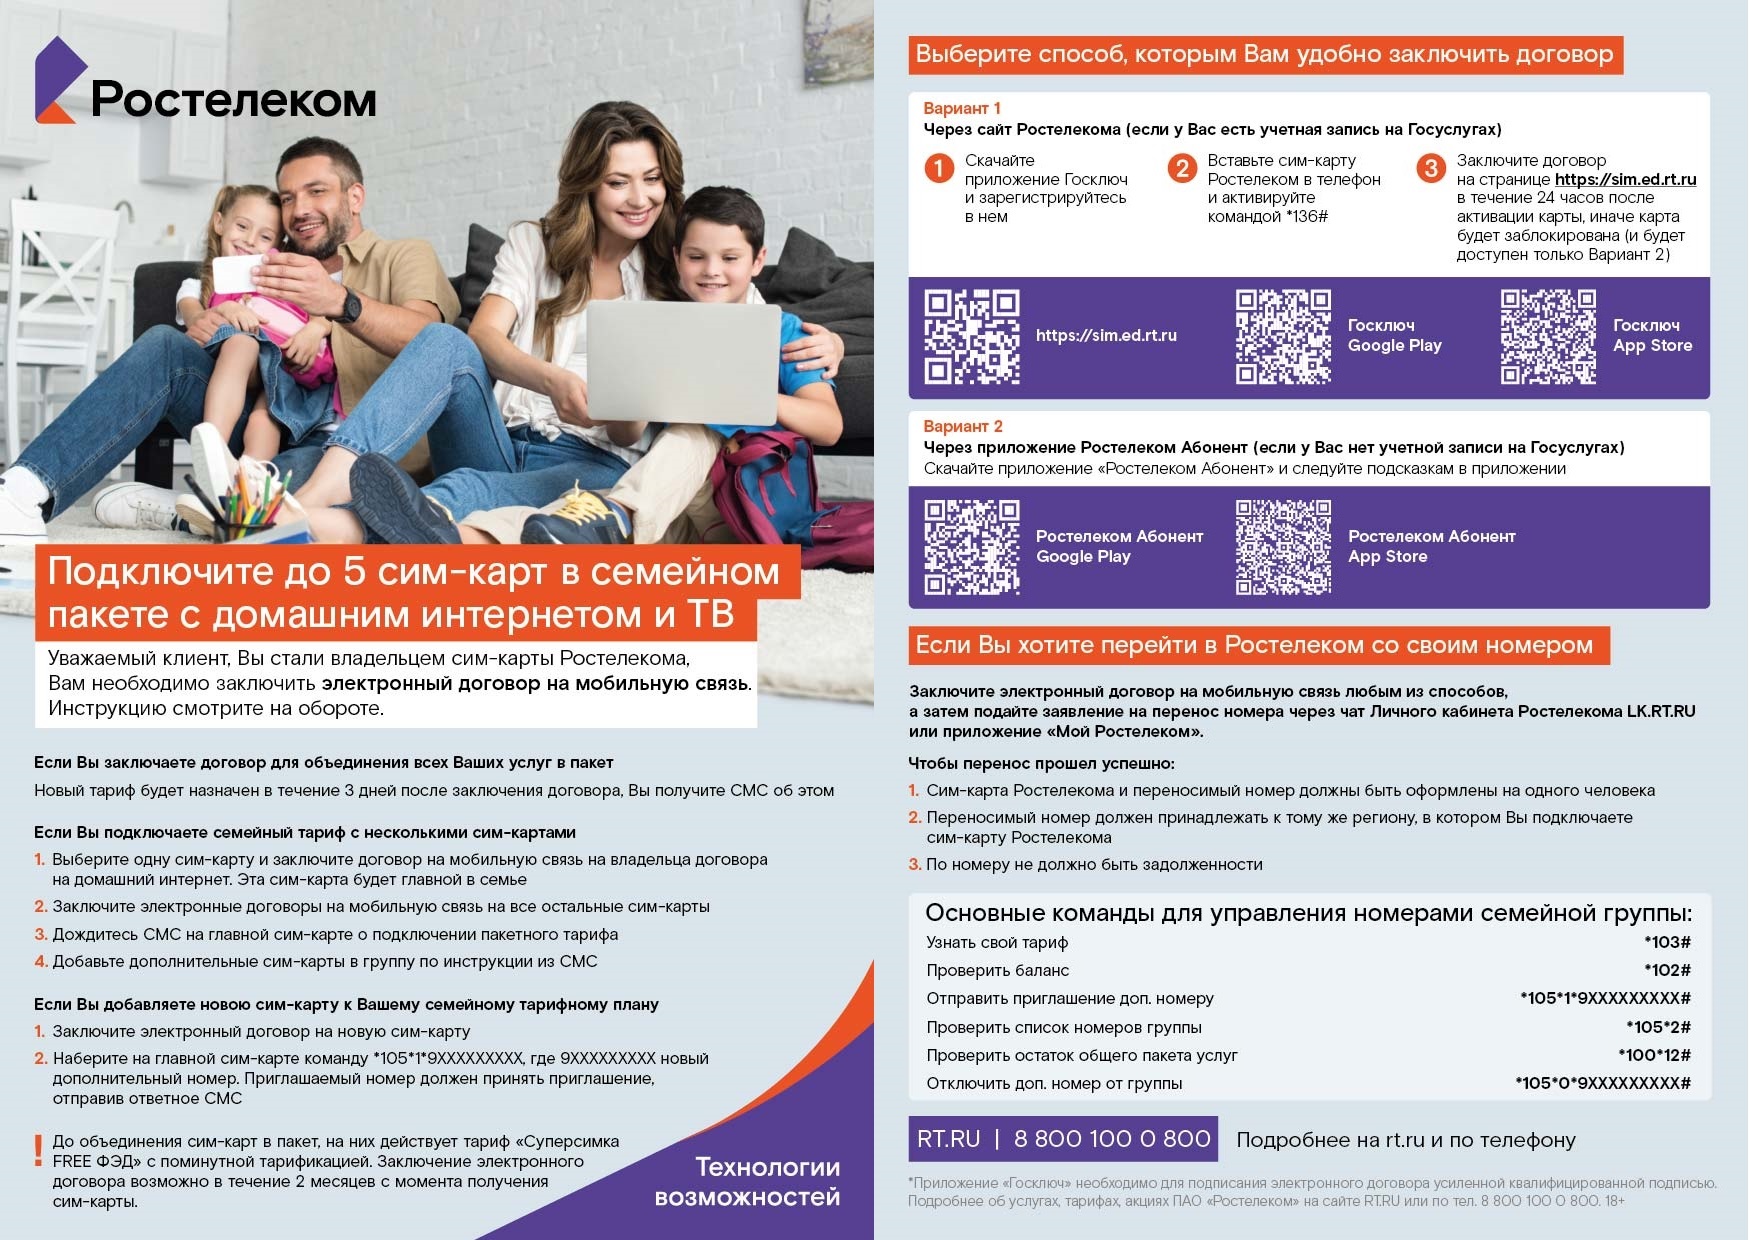 Ростелеком
Подключите до 5 сим-карт в семейном
пакете с домашним интернетом и ТВ
Уважаемый клиент, Вы стали владельцем сим-карты Ростелекома,
Вам необходимо заключить электронный договор на мобильную связь.
Инструкцию смотрите на обороте.
Если Вы заключаете договор для объединения всех Ваших услуг в пакет
Новый тариф будет назначен в течение 3 дней после заключения договора, Вы получите СМС об этом
Если Вы подключаете семейный тариф с несколькими сим-картами
1. Выберите одну сим-карту и заключите договор на мобильную связь на владельца договора
на домашний интернет. Эта сим-карта будет главной в семье
2. Заключите электронные договоры на мобильную связь на все остальные сим-карты
3. Дождитесь СМС на главной сим-карте о подключении пакетного тарифа
4. Добавьте дополнительные сим-карты в группу по инструкции из СМС
Если Вы добавляете новою сим-карту к Вашему семейному тарифному плану
1. Заключите электронный договор на новую сим-карту
2. Наберите на главной сим-карте команду *105*1*9XXXXXXXXX, где 9XXXXXXXXX новый
дополнительный номер. Приглашаемый номер должен принять приглашение,
отправив ответное СМС
! До объединения сим-карт в пакет, на них действует тариф «Суперсимка
FREE ФЭД» с поминутной тарификацией. Заключение электронного
договора возможно в течение 2 месяцев с момента получения
сим-карты.
Технологии
возможностей
Выберите способ, которым Вам удобно заключить договор
Вариант 1
Через сайт Ростелекома (если у Вас есть учетная запись на Госуслугах)
1 Скачайте
приложение Госключ
и зарегистрируйтесь
в нем
2 Вставьте сим-карту
Ростелеком в телефон
и активируйте
командой *136#
3 Заключите договор
на странице https://sim.ed.rt.ru
в течение 24 часов после
активации карты, иначе карта
будет заблокирована (и будет
доступен только Вариант 2)
https://sim.ed.rt.ru
Госключ
Google Play
Госключ
App Store
Вариант 2
Через приложение Ростелеком Абонент (если у Вас нет учетной записи на Госуслугах)
Скачайте приложение «Ростелеком Абонент» и следуйте подсказкам в приложении
Ростелеком Абонент
Google Play
Ростелеком Абонент
App Store
Если Вы хотите перейти в Ростелеком со своим номером
Заключите электронный договор на мобильную связь любым из способов,
а затем подайте заявление на перенос номера через чат Личного кабинета Ростелекома LK.RT.RU
или приложение «Мой Ростелеком».
Чтобы перенос прошел успешно:
1. Сим-карта Ростелекома и переносимый номер должны быть оформлены на одного человека
2. Переносимый номер должен принадлежать к тому же региону, в котором Вы подключаете
сим-карту Ростелекома
3. По номеру не должно быть задолженности
Основные команды для управления номерами семейной группы:
Узнать свой тариф *103#
Проверить баланс *102#
Отправить приглашение доп. номеру *105*1*9XXXXXXXXX#
Проверить список номеров группы *105*2#
Проверить остаток общего пакета услуг *100*12#
Отключить доп. номер от группы *105*0*9XXXXXXXXX#
RT.RU | 8 800 100 0 800 Подробнее на rt.ru и по телефону
*Приложение «Госключ» необходимо для подписания электронного договора усиленной квалифицированной подписью.
Подробнее об услугах, тарифах, акциях ПАО «Ростелеком» на сайте RT.RU или по тел. 8 800 100 0 800. 18+